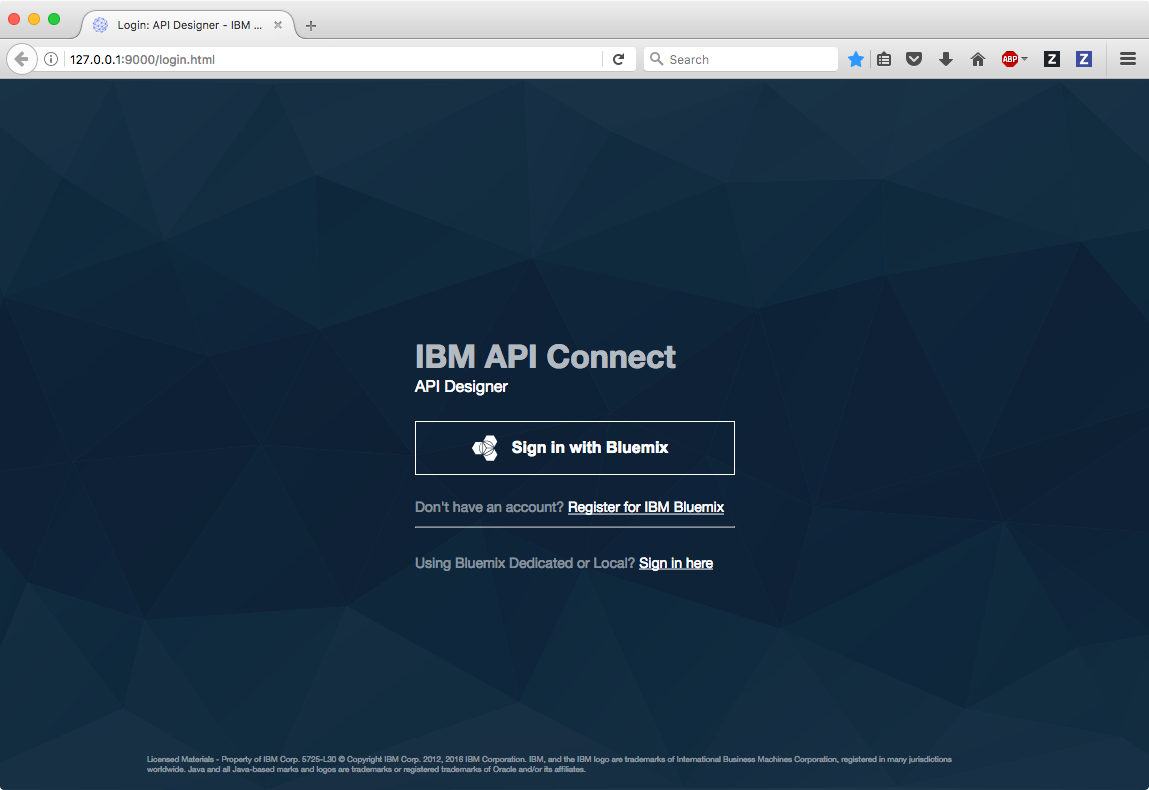 Login: API Designer - IBM ...
127.0.0.1:9000/login.html
Search
ABP
Z
Z
IBM API Connect
API Designer
Sign in with Bluemix
Don't have an account? Register for IBM Bluemix
Using Bluemix Dedicated or Local? Sign in here
Licensed Materials - Property of IBM Corp. 5725-L30 © Copyright IBM Corp. 2012, 2016 IBM Corporation. IBM, and the IBM logo are trademarks of International Business Machines Corporation, registered in many jurisdictions
worldwide. Java and all Java-based marks and logos are trademarks or registered trademarks of Oracle and/or its affiliates.